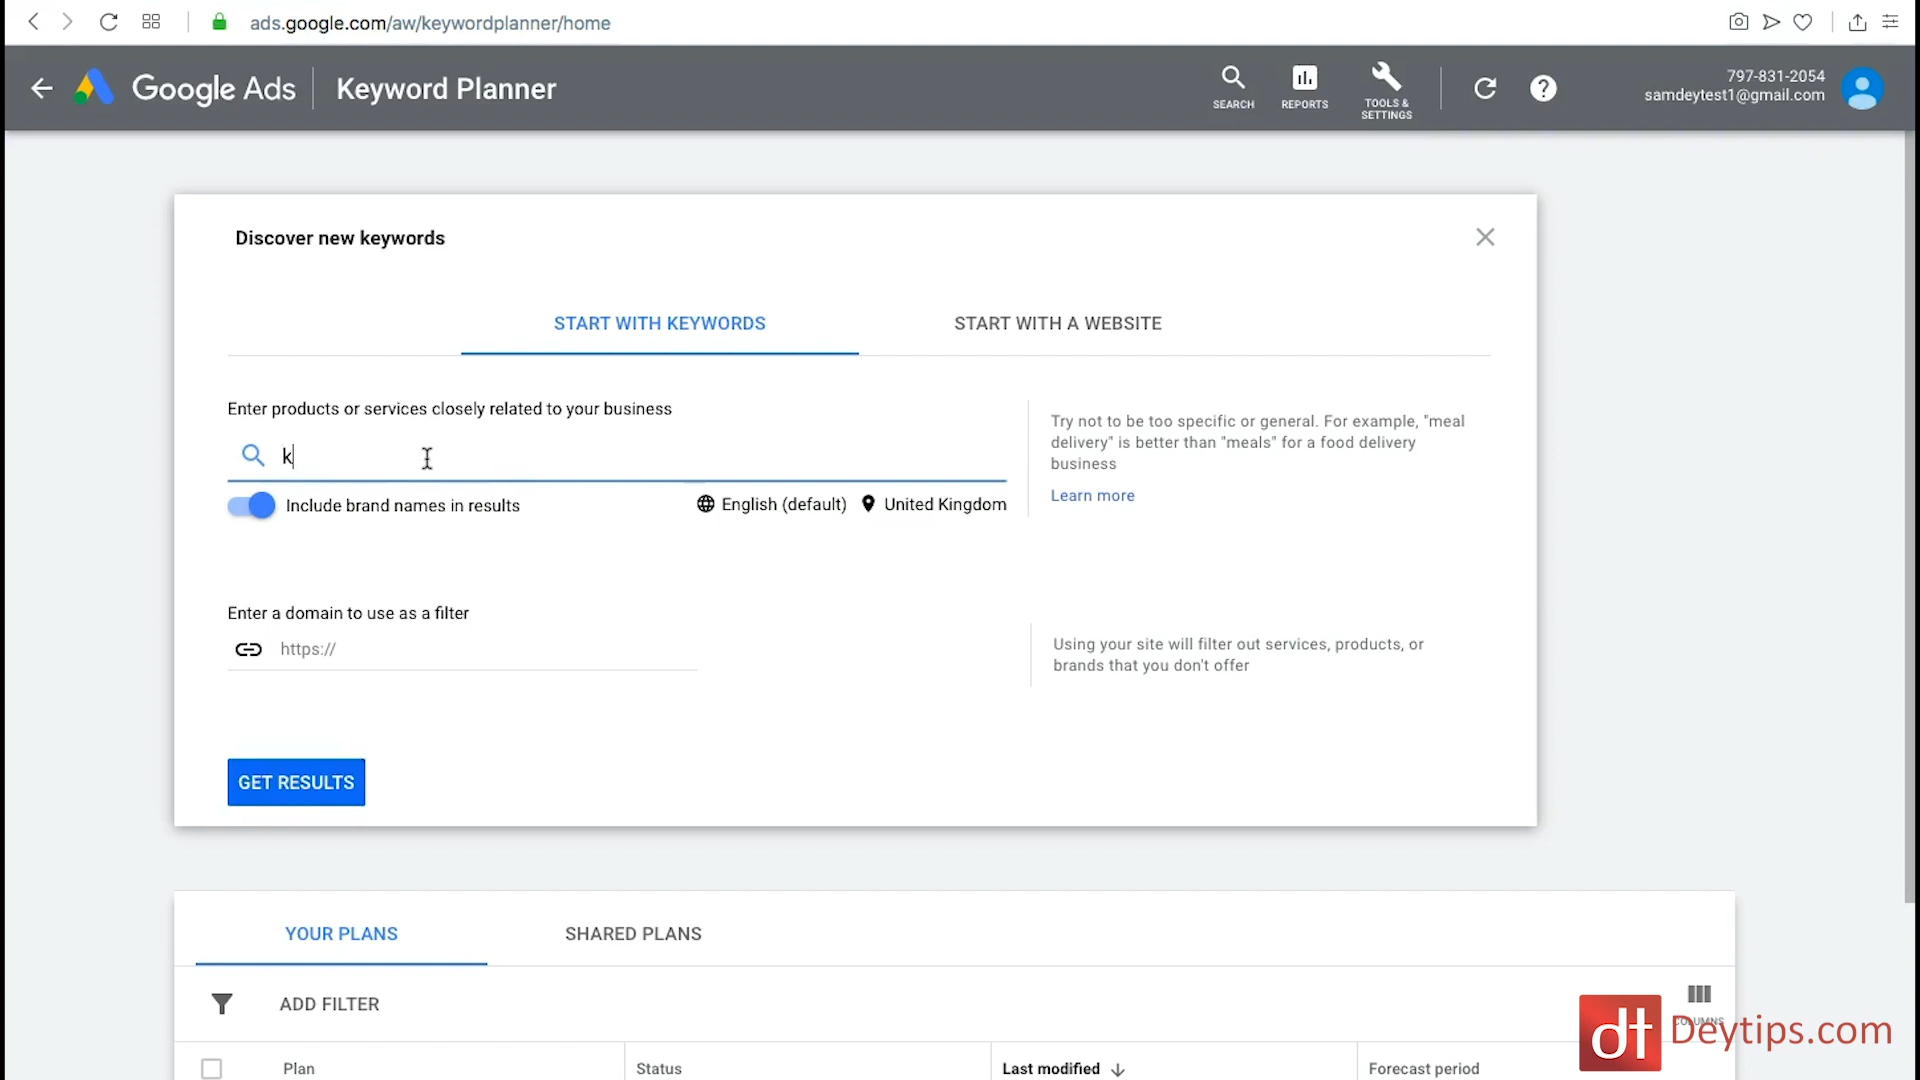 ads.google.com/aw/keywordplanner/home
Google Ads
Keyword Planner
SEARCH
REPORTS
TOOLS &
SETTINGS
797-831-2054
samdeytest1@gmail.com
Discover new keywords
START WITH KEYWORDS
START WITH A WEBSITE
Enter products or services closely related to your business
k
Include brand names in results
English (default)
United Kingdom
Try not to be too specific or general. For example, "meal
delivery" is better than "meals" for a food delivery
business
Learn more
Enter a domain to use as a filter
https://
Using your site will filter out services, products, or
brands that you don't offer
GET RESULTS
YOUR PLANS
SHARED PLANS
ADD FILTER
COLUMNS
dt Deytips.com
Plan
Status
Last modified
Forecast period